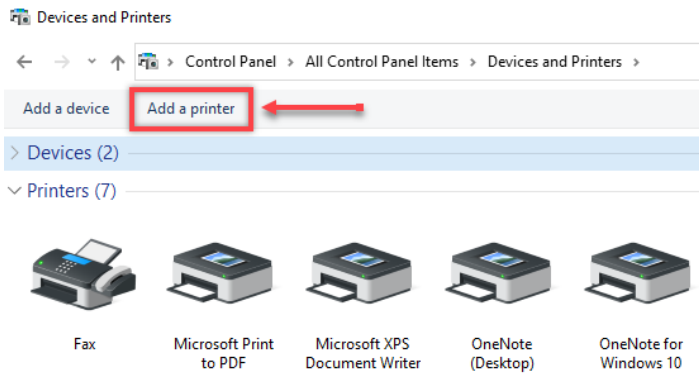 Devices and Printers
Control Panel > All Control Panel Items > Devices and Printers >
Add a device Add a printer
Devices (2)
Printers (7)
Fax
Microsoft Print
to PDF
Microsoft XPS
Document Writer
OneNote
(Desktop)
OneNote for
Windows 10